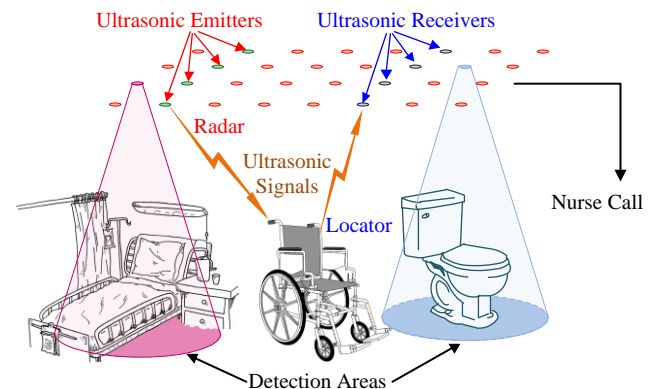 Ultrasonic Emitters
Ultrasonic Receivers
Radar
Ultrasonic
Signals
Locator
Nurse Call
Detection Areas